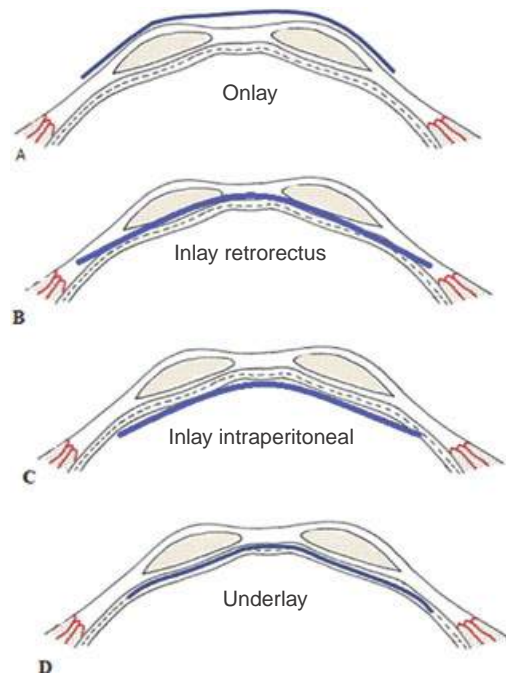 Onlay
A
Inlay retrorectus
B
Inlay intraperitoneal
C
Underlay
D